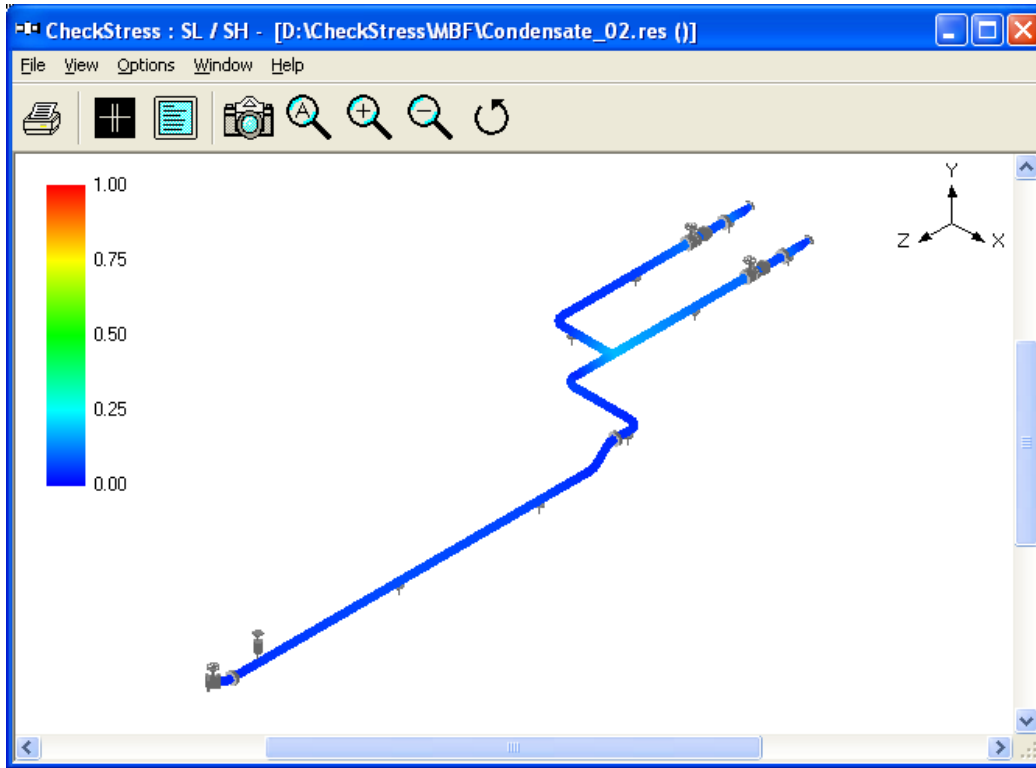 CheckStress : SL / SH - [D:\CheckStress\MBF\Condensate_02.res ()]
File View Options Window Help
A
1.00
0.75
0.50
0.25
0.00
Y
Z X